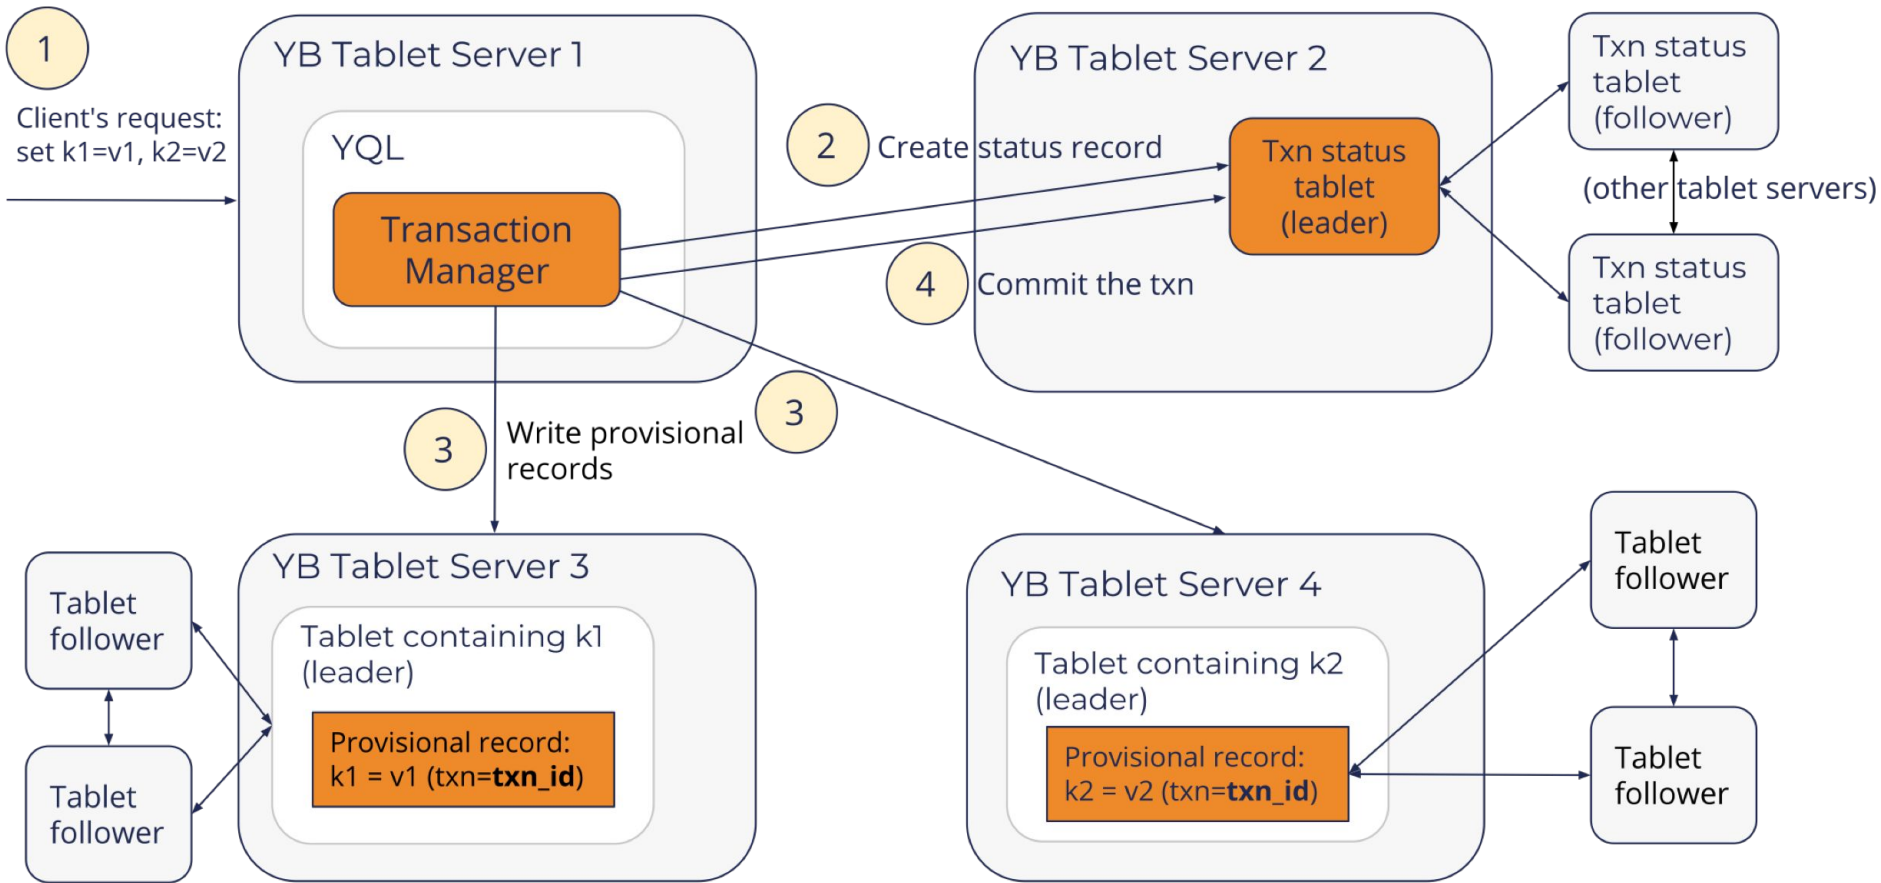 1
Client's request:
set k1=v1, k2=v2
YB Tablet Server 1
YQL
Transaction
Manager
2
Create status record
4
Commit the txn
YB Tablet Server 2
Txn status
tablet
(leader)
Txn status
tablet
(follower)
(other tablet servers)
Txn status
tablet
(follower)
3
Write provisional
records
3
Tablet
follower
Tablet
follower
YB Tablet Server 3
Tablet containing k1
(leader)
Provisional record:
k1 = v1 (txn=txn_id)
YB Tablet Server 4
Tablet containing k2
(leader)
Provisional record:
k2 = v2 (txn=txn_id)
Tablet
follower
Tablet
follower